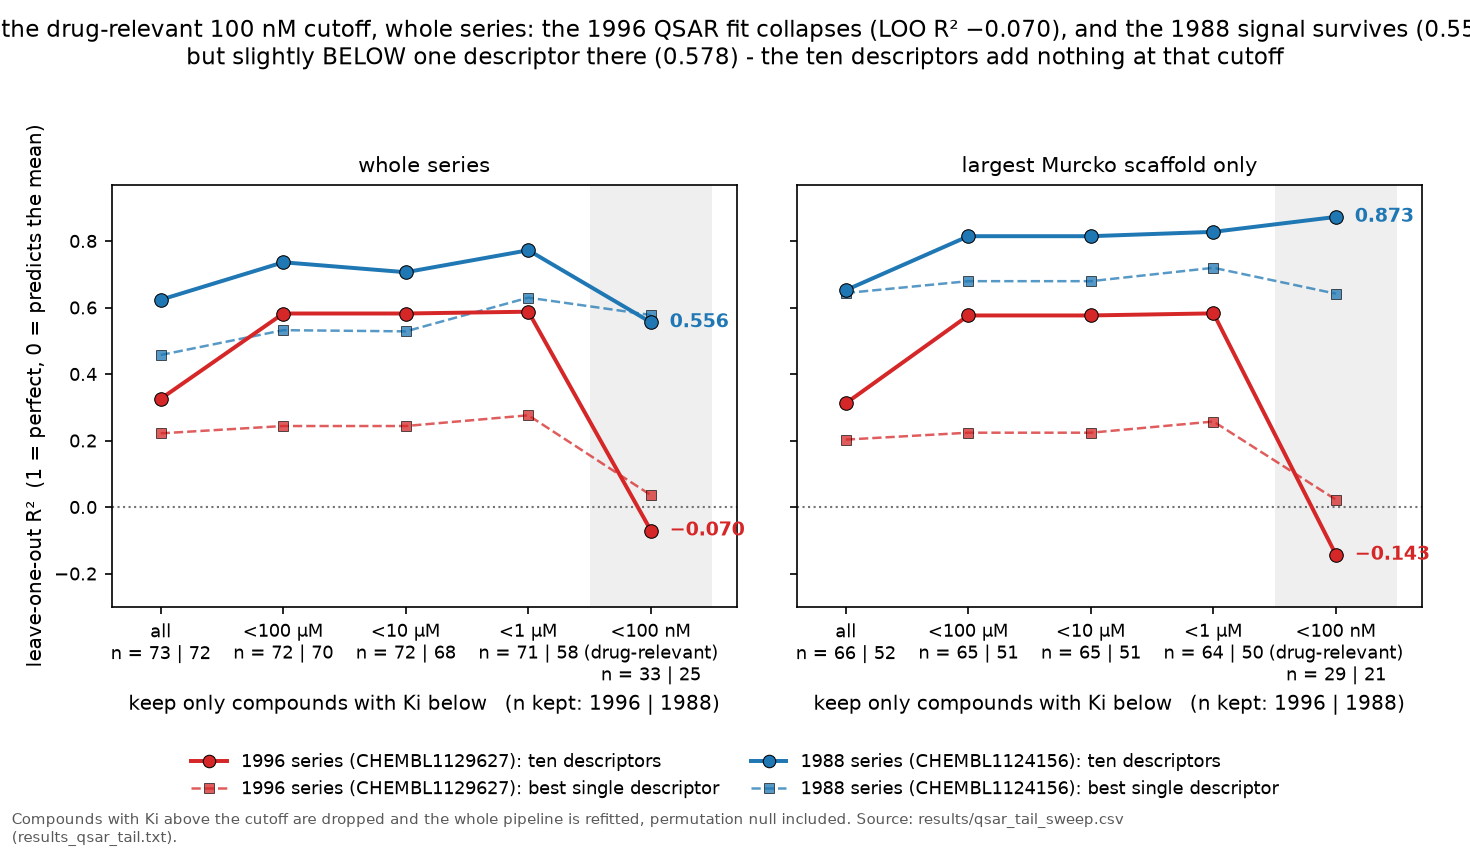 the drug-relevant 100 nM cutoff, whole series: the 1996 QSAR fit collapses (LOO R² −0.070), and the 1988 signal survives (0.55
but slightly BELOW one descriptor there (0.578) - the ten descriptors add nothing at that cutoff
whole series
largest Murcko scaffold only
leave-one-out R² (1 = perfect, 0 = predicts the mean)
0.8
0.6
0.4
0.2
0.0
−0.2
0.556
−0.070
0.873
−0.143
all
n = 73 | 72
<100 µM
n = 72 | 70
<10 µM
n = 72 | 68
<1 µM
n = 71 | 58
<100 nM
(drug-relevant)
n = 33 | 25
keep only compounds with Ki below (n kept: 1996 | 1988)
all
n = 66 | 52
<100 µM
n = 65 | 51
<10 µM
n = 65 | 51
<1 µM
n = 64 | 50
<100 nM
(drug-relevant)
n = 29 | 21
keep only compounds with Ki below (n kept: 1996 | 1988)
1996 series (CHEMBL1129627): ten descriptors
1996 series (CHEMBL1129627): best single descriptor
1988 series (CHEMBL1124156): ten descriptors
1988 series (CHEMBL1124156): best single descriptor
Compounds with Ki above the cutoff are dropped and the whole pipeline is refitted, permutation null included. Source: results/qsar_tail_sweep.csv
(results_qsar_tail.txt).